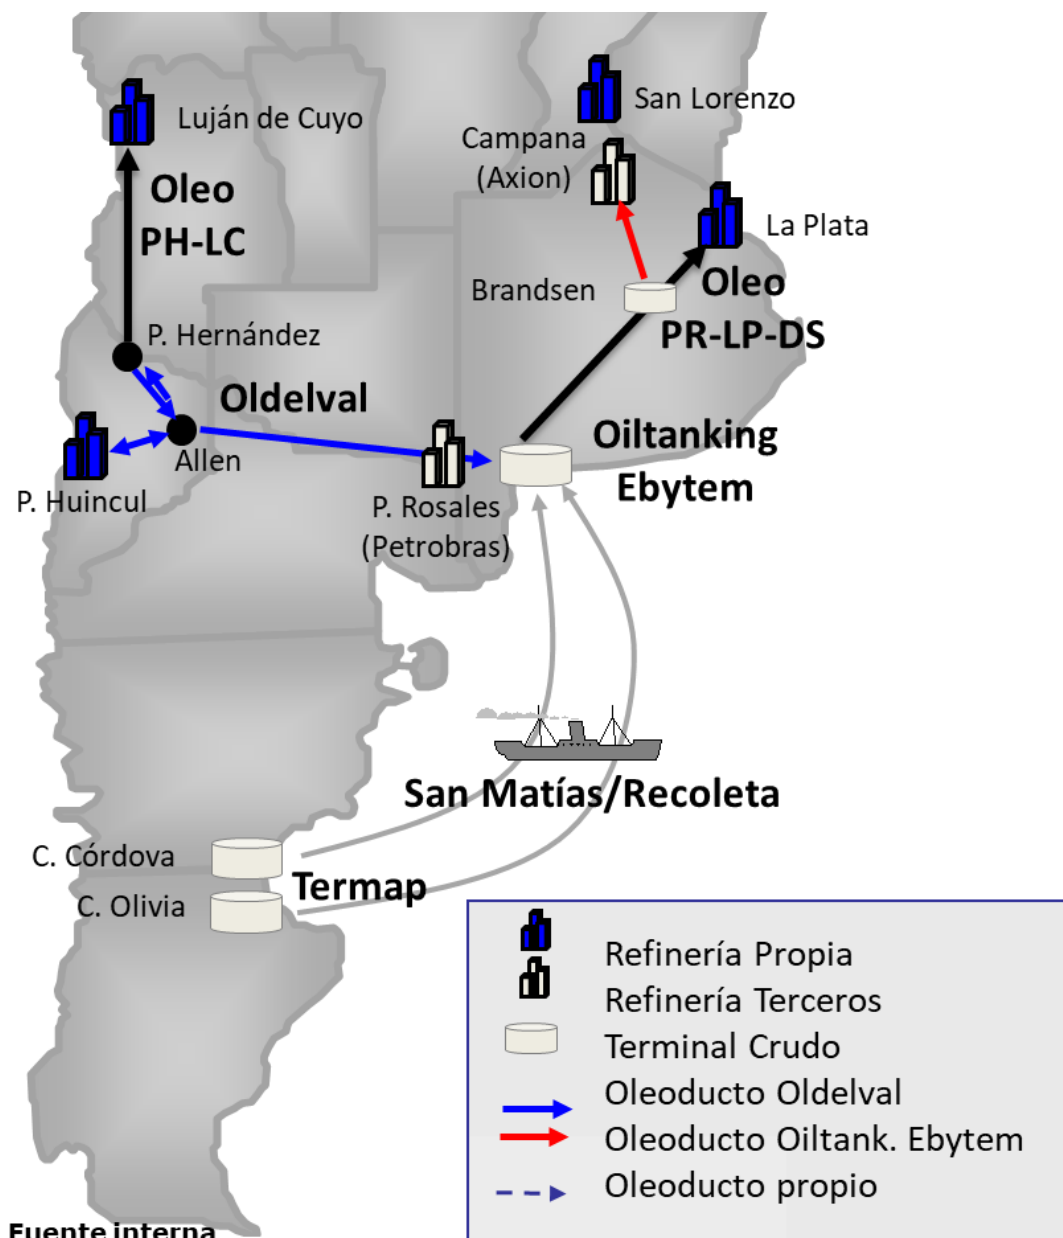 San Lorenzo
Luján de Cuyo
Campana
(Axion)
Oleo
PH-LC
La Plata
Brandsen
Oleo
PR-LP-DS
P. Hernández
Oldelval
Oiltanking
Ebytem
Allen
P. Huincul
P. Rosales
(Petrobras)
San Matías/Recoleta
C. Córdova
Termap
C. Olivia
Refinería Propia
Refinería Terceros
Terminal Crudo
Oleoducto Oldelval
Oleoducto Oiltank. Ebytem
Oleoducto propio
Fuente interna